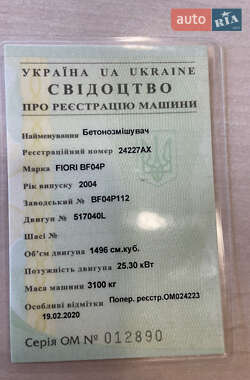 auto RIA
.com
УКРАЇНА UA UKRAINE
СВІДОЦТВО
ПРО РЕЄСТРАЦІЮ МАШИНИ
Найменування Бетонозмішувач
Реєстраційний номер 24227АХ
Марка FIORI BF04P
Рік випуску 2004
Заводський № BF04P112
Двигун № 517040L
Шасі №
Об'єм двигуна 1496 см.куб.
Потужність двигуна 25.30 кВт
Маса машини 3100 кг
Особливі відмітки Попер. реєстр.ОМ024223
19.02.2020
Серія ОМ № 012890